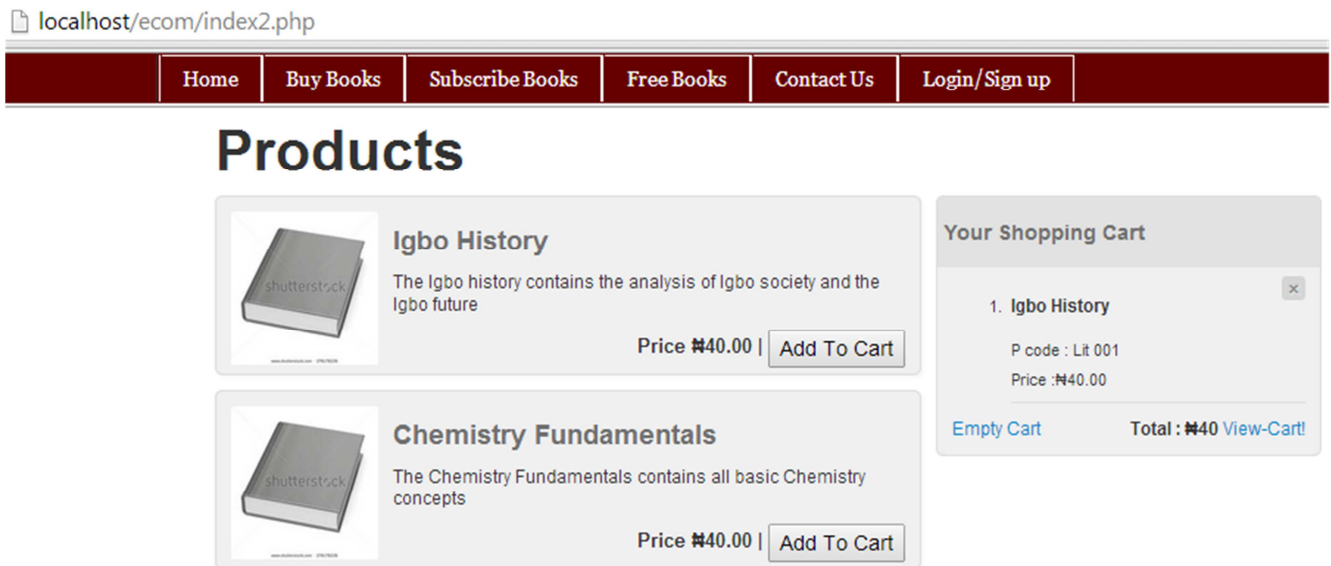 localhost/ecom/index2.php
Home Buy Books Subscribe Books Free Books Contact Us Login/Sign up
Products
shutterstock
Igbo History
The Igbo history contains the analysis of Igbo society and the
Igbo future
Price ₦40.00 | Add To Cart
shutterstock
Chemistry Fundamentals
The Chemistry Fundamentals contains all basic Chemistry
concepts
Price ₦40.00 | Add To Cart
Your Shopping Cart
×
1. Igbo History
P code : Lit 001
Price :₦40.00
Empty Cart Total : ₦40 View-Cart!